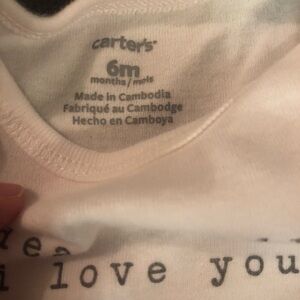 carter's
6m
months/mois
Made in Cambodia
Fabriqué au Cambodge
Hecho en Camboya
i love you